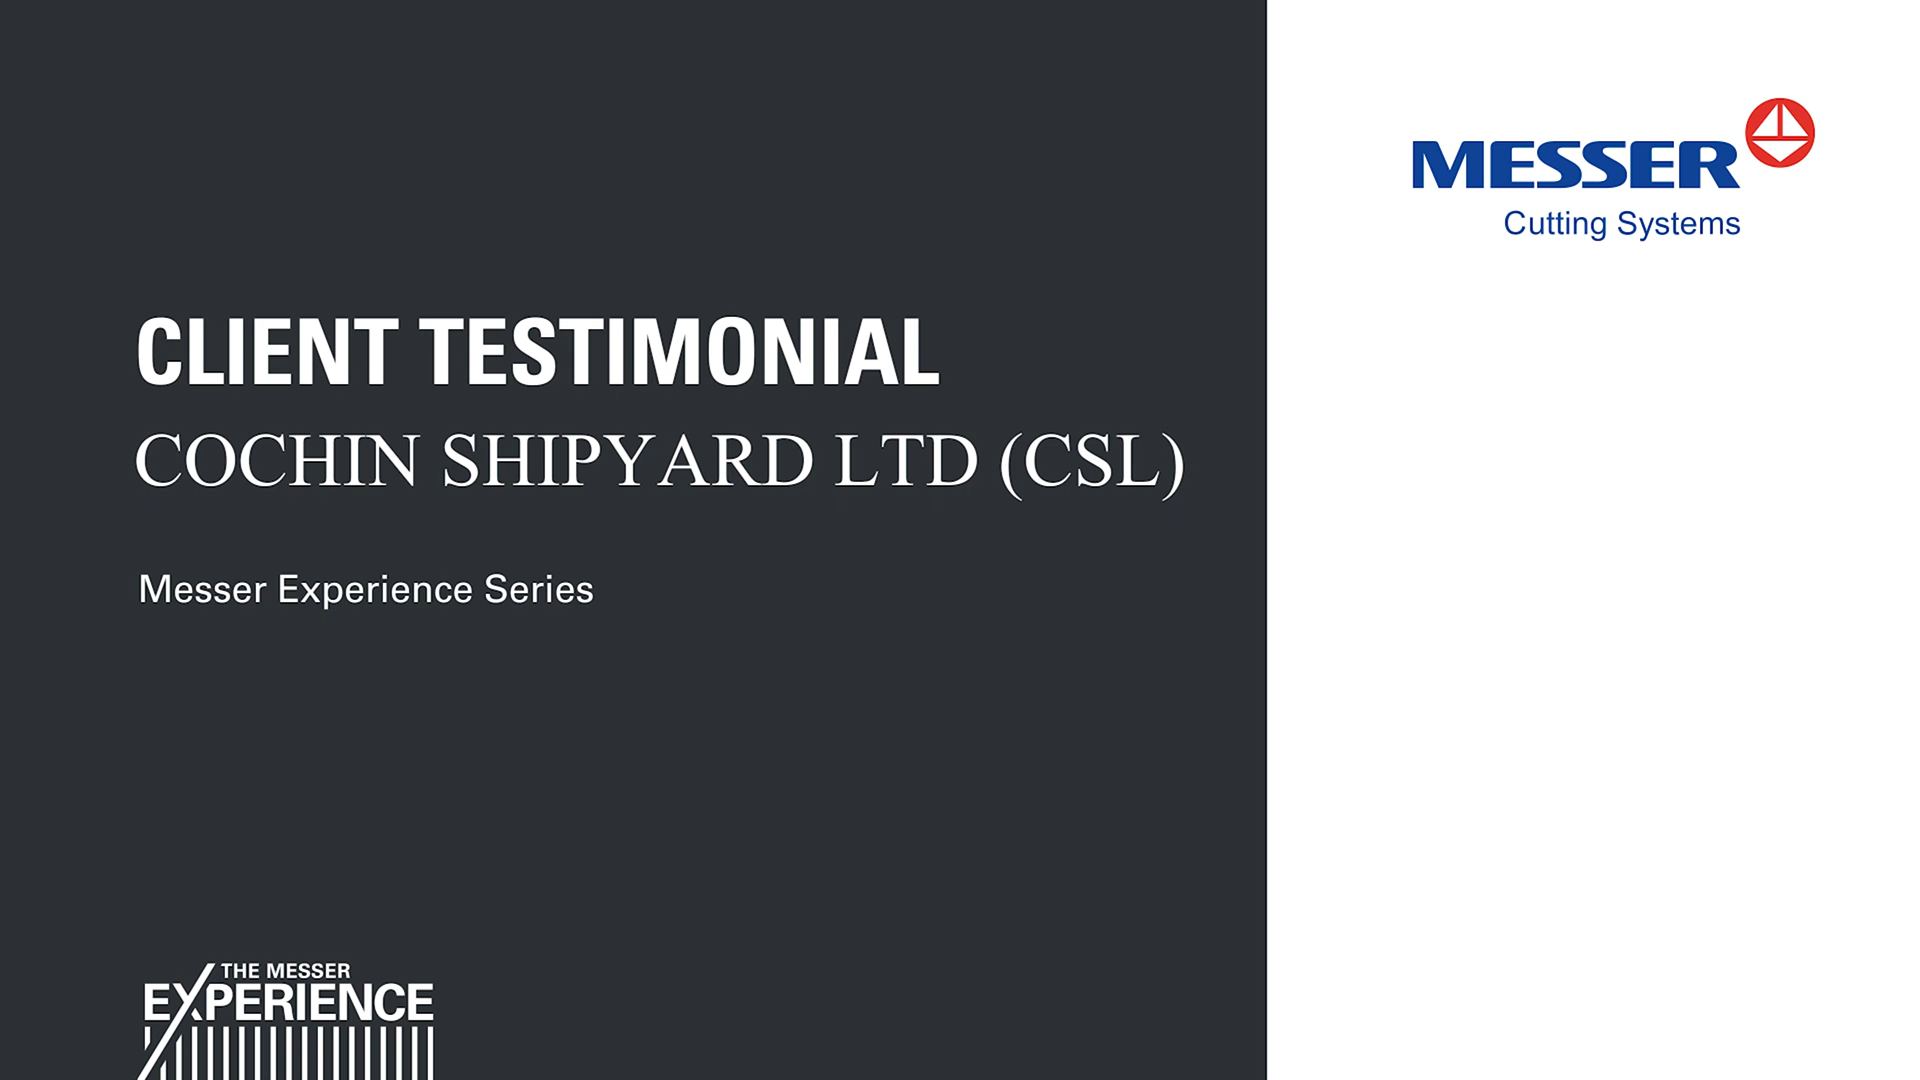 MESSER
Cutting Systems
CLIENT TESTIMONIAL
COCHIN SHIPYARD LTD (CSL)
Messer Experience Series
THE MESSER
EXPERIENCE